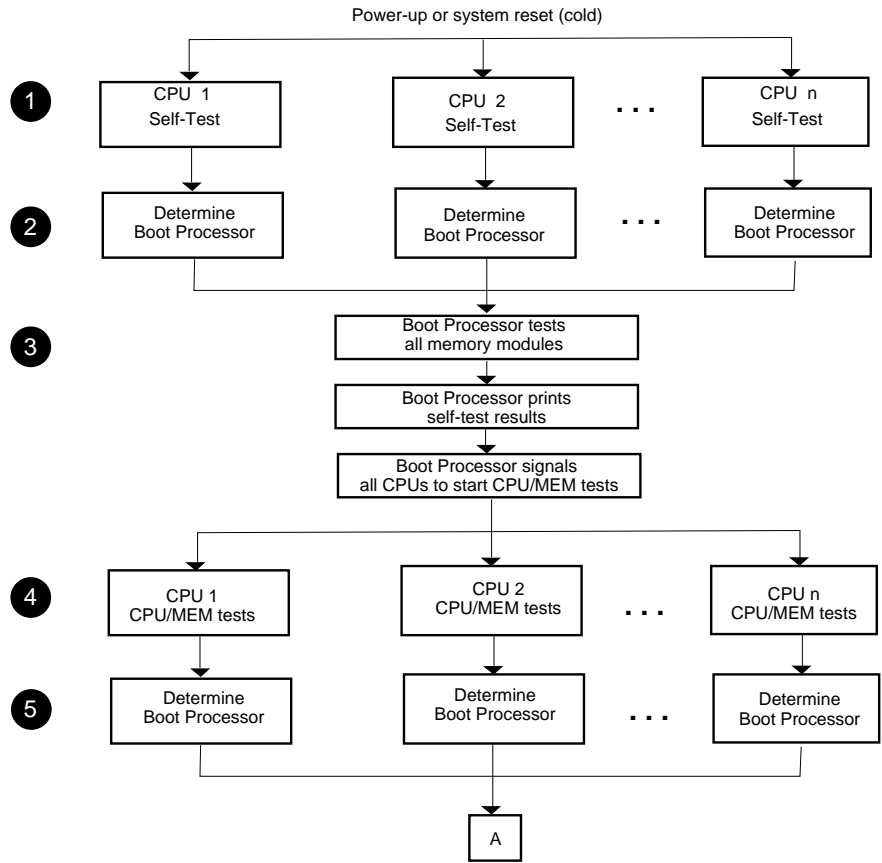 Power-up or system reset (cold)
1
CPU 1
Self-Test
CPU 2
Self-Test
. . .
CPU n
Self-Test
2
Determine
Boot Processor
Determine
Boot Processor
. . .
Determine
Boot Processor
3
Boot Processor tests
all memory modules
Boot Processor prints
self-test results
Boot Processor signals
all CPUs to start CPU/MEM tests
4
CPU 1
CPU/MEM tests
CPU 2
CPU/MEM tests
. . .
CPU n
CPU/MEM tests
5
Determine
Boot Processor
Determine
Boot Processor
. . .
Determine
Boot Processor
A